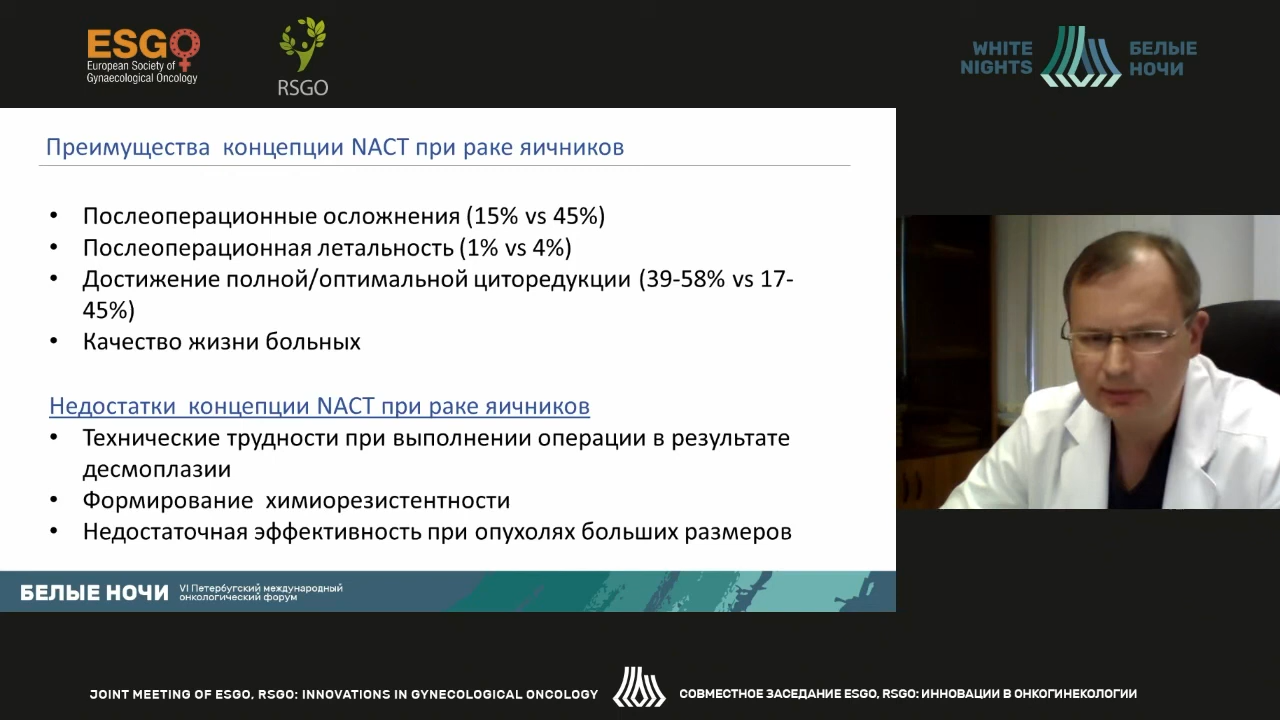 ESGO
European Society of
Gynaecological Oncology
RSGO
WHITE
NIGHTS
БЕЛЫЕ
НОЧИ
Преимущества концепции NACT при раке яичников
• Послеоперационные осложнения (15% vs 45%)
• Послеоперационная летальность (1% vs 4%)
• Достижение полной/оптимальной циторедукции (39-58% vs 17-
45%)
• Качество жизни больных
Недостатки концепции NACT при раке яичников
• Технические трудности при выполнении операции в результате
десмоплазии
• Формирование химиорезистентности
• Недостаточная эффективность при опухолях больших размеров
БЕЛЫЕ НОЧИ
VI Петербугский международный
онкологический форум
JOINT MEETING OF ESGO, RSGO: INNOVATIONS IN GYNECOLOGICAL ONCOLOGY
СОВМЕСТНОЕ ЗАСЕДАНИЕ ESGO, RSGO: ИННОВАЦИИ В ОНКОГИНЕКОЛОГИИ